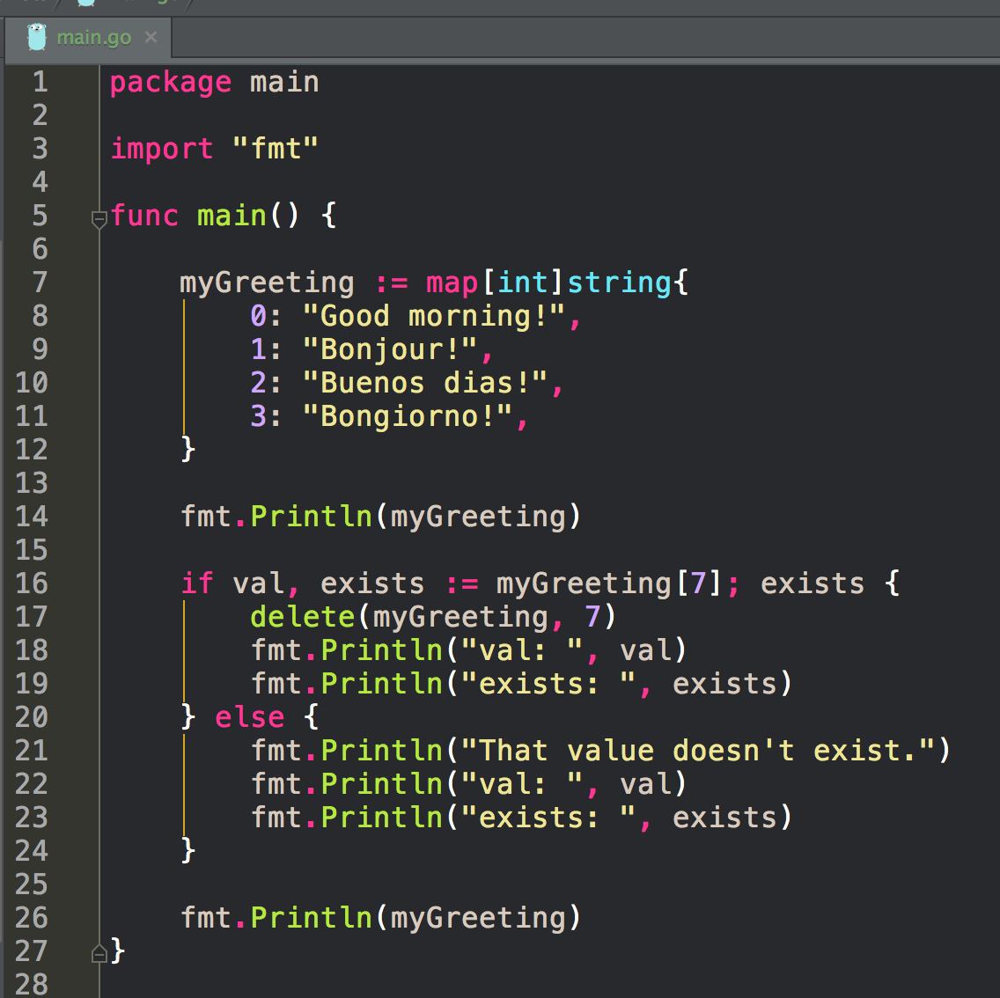 main.go ×
1 package main
2
3 import "fmt"
4
5 func main() {
6
7     myGreeting := map[int]string{
8         0: "Good morning!",
9         1: "Bonjour!",
10         2: "Buenos dias!",
11         3: "Bongiorno!",
12     }
13
14     fmt.Println(myGreeting)
15
16     if val, exists := myGreeting[7]; exists {
17         delete(myGreeting, 7)
18         fmt.Println("val: ", val)
19         fmt.Println("exists: ", exists)
20     } else {
21         fmt.Println("That value doesn't exist.")
22         fmt.Println("val: ", val)
23         fmt.Println("exists: ", exists)
24     }
25
26     fmt.Println(myGreeting)
27 }
28